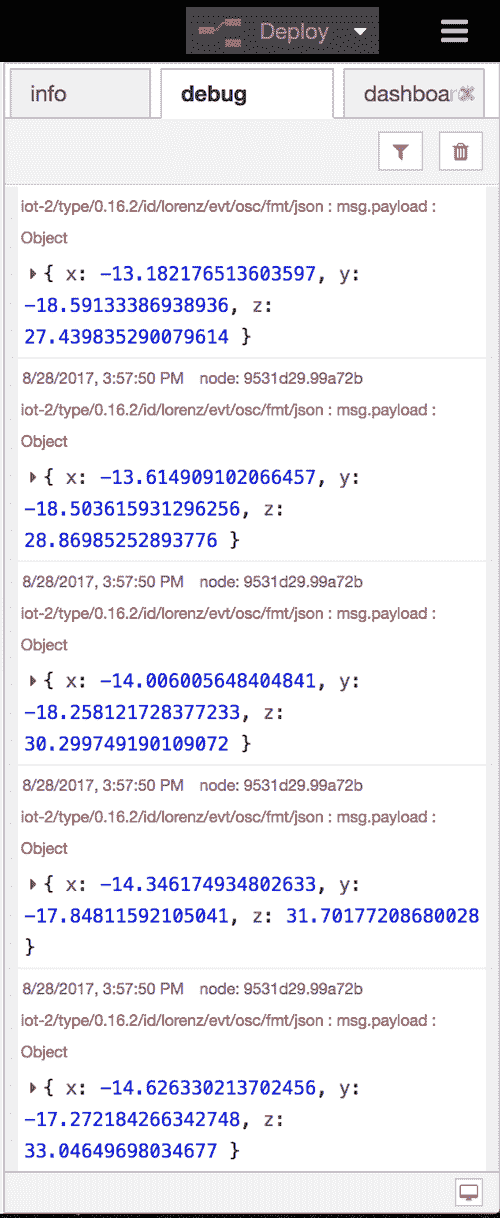 Deploy
info debug dashboard
iot-2/type/0.16.2/id/lorenz/evt/osc/fmt/json : msg.payload :
Object
{ x: -13.182176513603597, y:
-18.59133386938936, z:
27.439835290079614 }
8/28/2017, 3:57:50 PM node: 9531d29.99a72b
iot-2/type/0.16.2/id/lorenz/evt/osc/fmt/json : msg.payload :
Object
{ x: -13.614909102066457, y:
-18.503615931296256, z:
28.86985252893776 }
8/28/2017, 3:57:50 PM node: 9531d29.99a72b
iot-2/type/0.16.2/id/lorenz/evt/osc/fmt/json : msg.payload :
Object
{ x: -14.006005648404841, y:
-18.258121728377233, z:
30.299749190109072 }
8/28/2017, 3:57:50 PM node: 9531d29.99a72b
iot-2/type/0.16.2/id/lorenz/evt/osc/fmt/json : msg.payload :
Object
{ x: -14.346174934802633, y:
-17.84811592105041, z: 31.70177208680028
}
8/28/2017, 3:57:50 PM node: 9531d29.99a72b
iot-2/type/0.16.2/id/lorenz/evt/osc/fmt/json : msg.payload :
Object
{ x: -14.626330213702456, y:
-17.272184266342748, z:
33.04649698034677 }